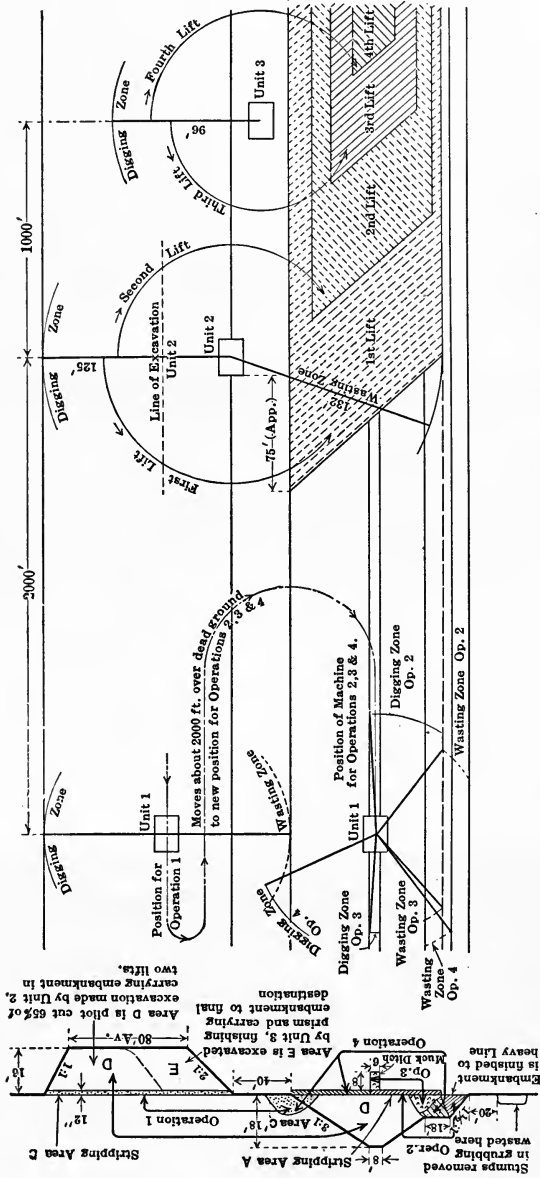 2000'
1000'
Digging
Zone
Unit 1
Position for
Operation 1
Moves about 2000 ft. over dead ground
to new position for Operations 2, 3 & 4
Wasting Zone
Digging Zone
Op. 4
Unit 1
Position of Machine
for Operations 2, 3 & 4.
Digging Zone
Op. 3
Digging Zone
Op. 2
Wasting Zone
Op. 3
Wasting
Zone
Op. 4
Wasting Zone Op. 2
Digging
Zone
125'
First Lift
Second Lift
Line of Excavation
Unit 2
Unit 2
75' (App.)
132'
Wasting Zone
Digging
Zone
96'
Third Lift
Fourth Lift
Unit 3
1st Lift
2nd Lift
3rd Lift
4th Lift
Area D is pilot cut 65% of
excavation made by Unit 2,
carrying embankment in
two lifts.
80' Av.
16'
1:1
2:1
D
E
12"
Stripping Area C
Operation 1
Area E is excavated
by Unit 3, finishing
prism and carrying
embankment to final
destination
40'
18'
3:1
Area C
Stripping Area A
8'
D
Operation 4
Muck Ditch
6'
8'
Op. 3
Oper. 2
18'
20'
Embankment
is finished to
heavy Line
Stumps removed
in grubbing
wasted here